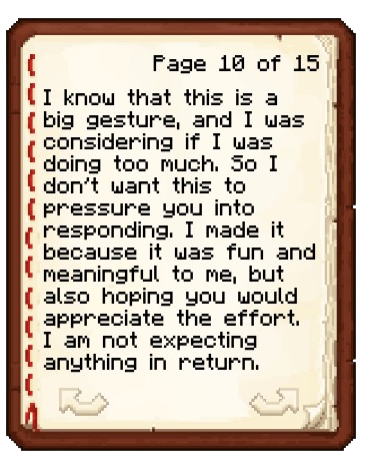 Page 10 of 15
I know that this is a
big gesture, and I was
considering if I was
doing too much. So I
don't want this to
pressure you into
responding. I made it
because it was fun and
meaningful to me, but
also hoping you would
appreciate the effort.
I am not expecting
anything in return.